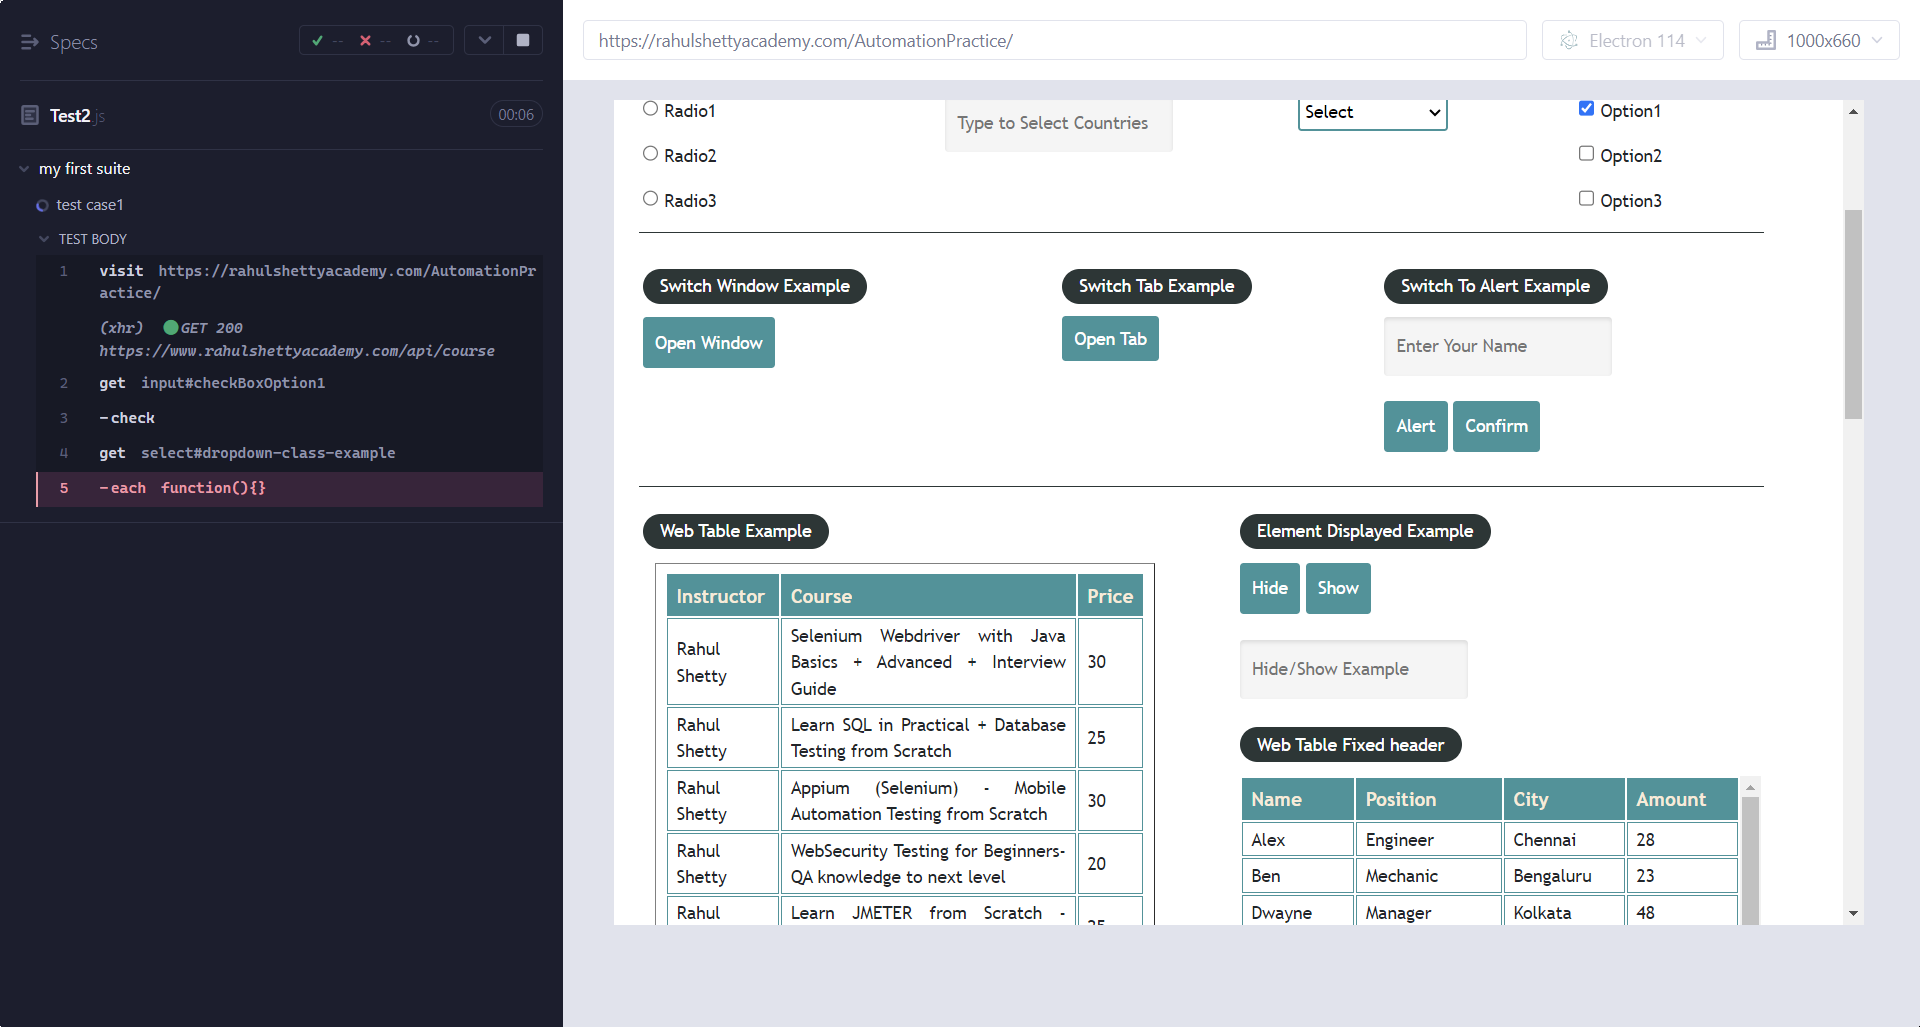 Specs
-- -- --
https://rahulshettyacademy.com/AutomationPractice/
Electron 114
1000x660
Test2 js
00:06
my first suite
test case1
TEST BODY
1 visit https://rahulshettyacademy.com/AutomationPr
actice/
(xhr) GET 200
https://www.rahulshettyacademy.com/api/course
2 get input#checkBoxOption1
3 -check
4 get select#dropdown-class-example
5 -each function(){}
Radio1
Radio2
Radio3
Type to Select Countries
Select
Option1
Option2
Option3
Switch Window Example
Open Window
Switch Tab Example
Open Tab
Switch To Alert Example
Enter Your Name
Alert Confirm
Web Table Example
Instructor Course Price
Rahul Shetty Selenium Webdriver with Java Basics + Advanced + Interview Guide 30
Rahul Shetty Learn SQL in Practical + Database Testing from Scratch 25
Rahul Shetty Appium (Selenium) - Mobile Automation Testing from Scratch 30
Rahul Shetty WebSecurity Testing for Beginners-QA knowledge to next level 20
Rahul Learn JMETER from Scratch -
Element Displayed Example
Hide Show
Hide/Show Example
Web Table Fixed header
Name Position City Amount
Alex Engineer Chennai 28
Ben Mechanic Bengaluru 23
Dwayne Manager Kolkata 48